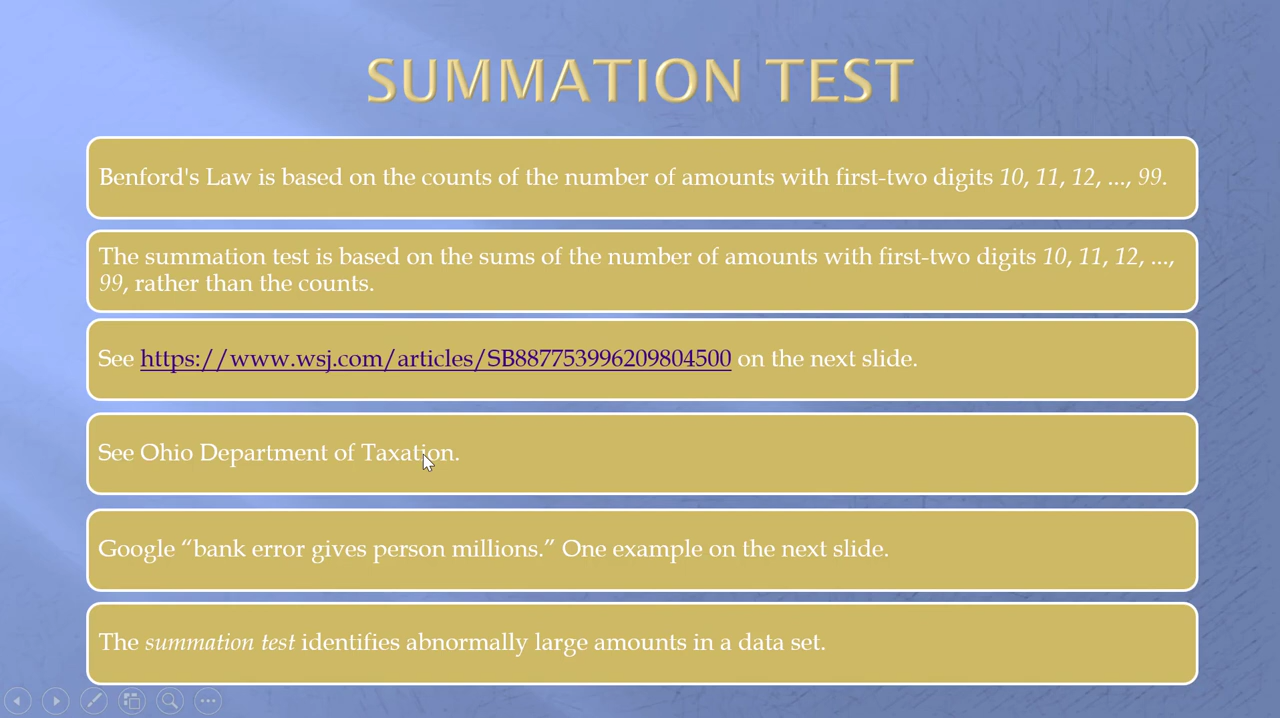 SUMMATION TEST
Benford's Law is based on the counts of the number of amounts with first-two digits 10, 11, 12, ..., 99.
The summation test is based on the sums of the number of amounts with first-two digits 10, 11, 12, ...,
99, rather than the counts.
See https://www.wsj.com/articles/SB887753996209804500 on the next slide.
See Ohio Department of Taxation.
Google “bank error gives person millions.” One example on the next slide.
The summation test identifies abnormally large amounts in a data set.